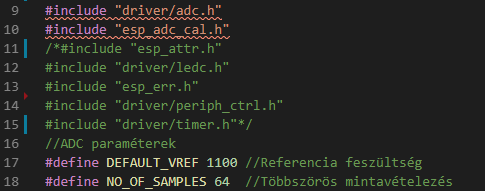 9 #include "driver/adc.h"
10 #include "esp_adc_cal.h"
11 /*#include "esp_attr.h"
12 #include "driver/ledc.h"
13 #include "esp_err.h"
14 #include "driver/periph_ctrl.h"
15 #include "driver/timer.h"*/
16 //ADC paraméterek
17 #define DEFAULT_VREF 1100 //Referencia feszültség
18 #define NO_OF_SAMPLES 64 //Többszörös mintavételezés